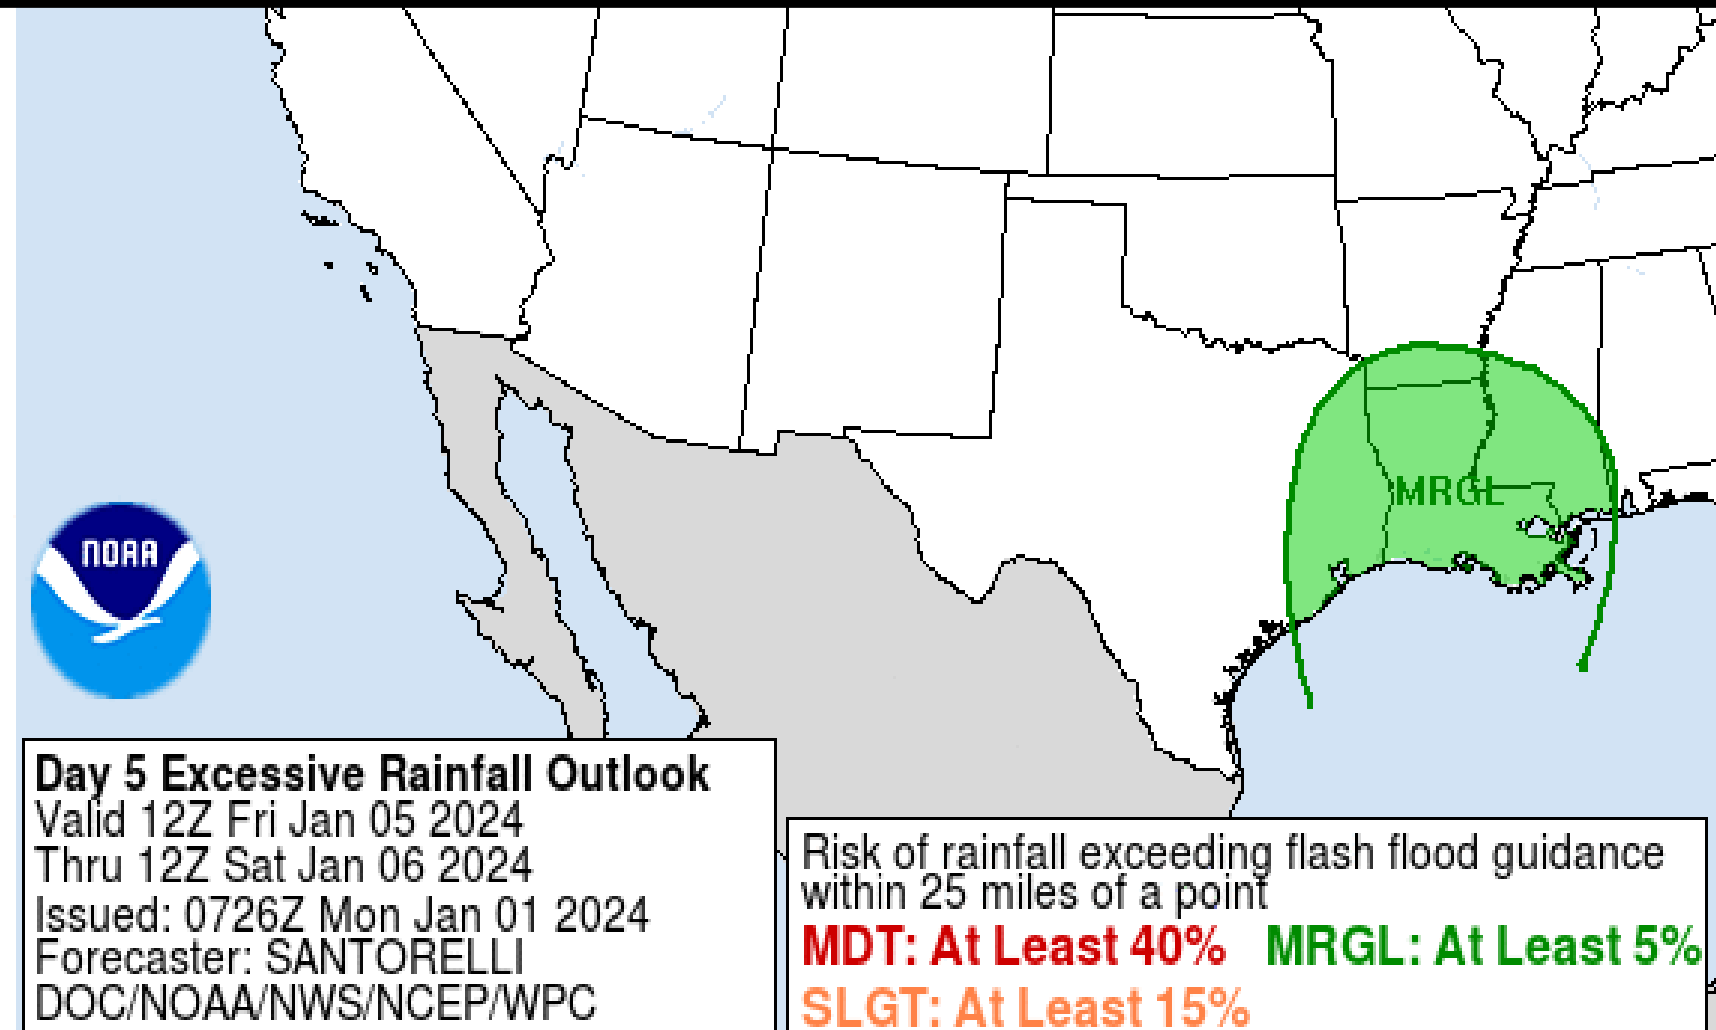 MRGL
NOAA
Day 5 Excessive Rainfall Outlook
Valid 12Z Fri Jan 05 2024
Thru 12Z Sat Jan 06 2024
Issued: 0726Z Mon Jan 01 2024
Forecaster: SANTORELLI
DOC/NOAA/NWS/NCEP/WPC
Risk of rainfall exceeding flash flood guidance
within 25 miles of a point
MDT: At Least 40% MRGL: At Least 5%
SLGT: At Least 15%